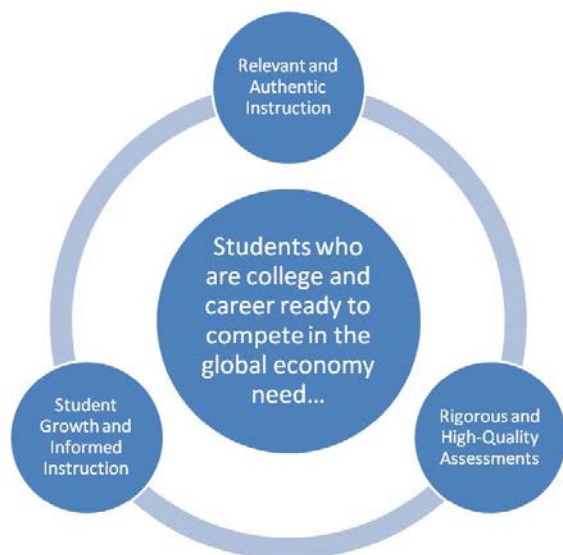 Relevant and
Authentic
Instruction
Students who
are college and
career ready to
compete in the
global economy
need...
Student
Growth and
Informed
Instruction
Rigorous and
High-Quality
Assessments